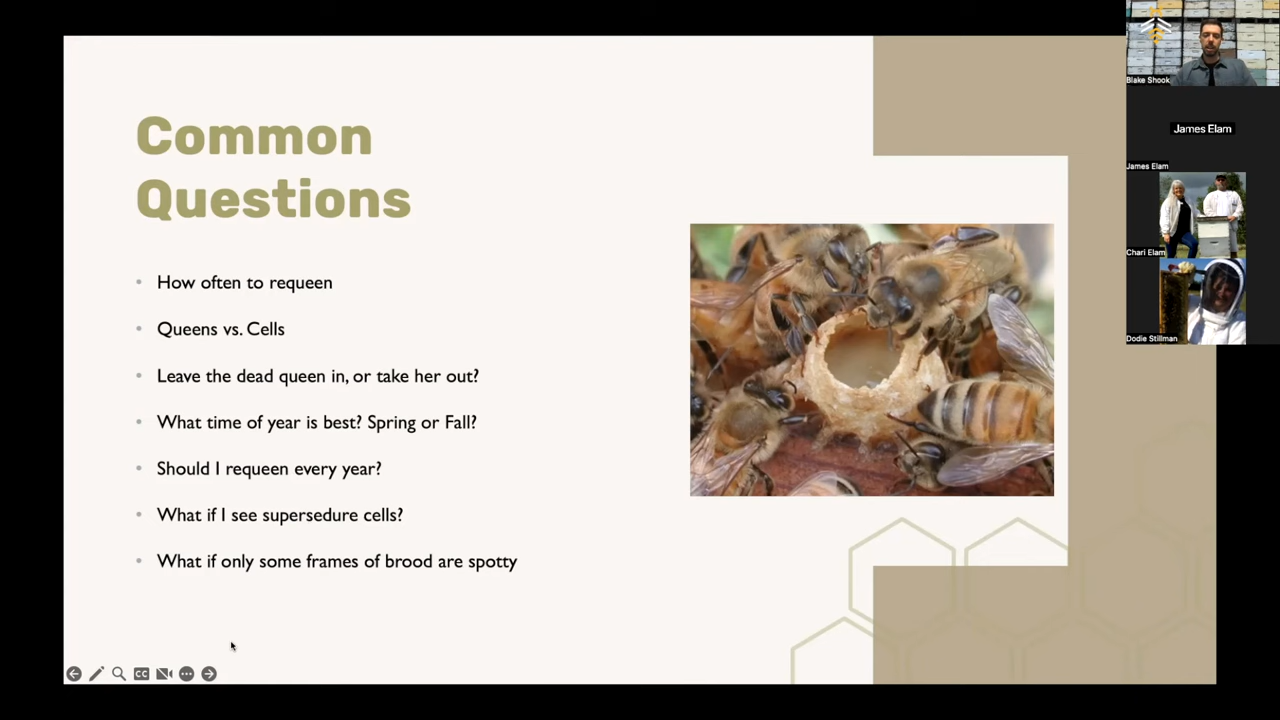 Common
Questions
• How often to requeen
• Queens vs. Cells
• Leave the dead queen in, or take her out?
• What time of year is best? Spring or Fall?
• Should I requeen every year?
• What if I see supersedure cells?
• What if only some frames of brood are spotty
CC
Blake Shook
James Elam
James Elam
Chari Elam
Dodie Stillman